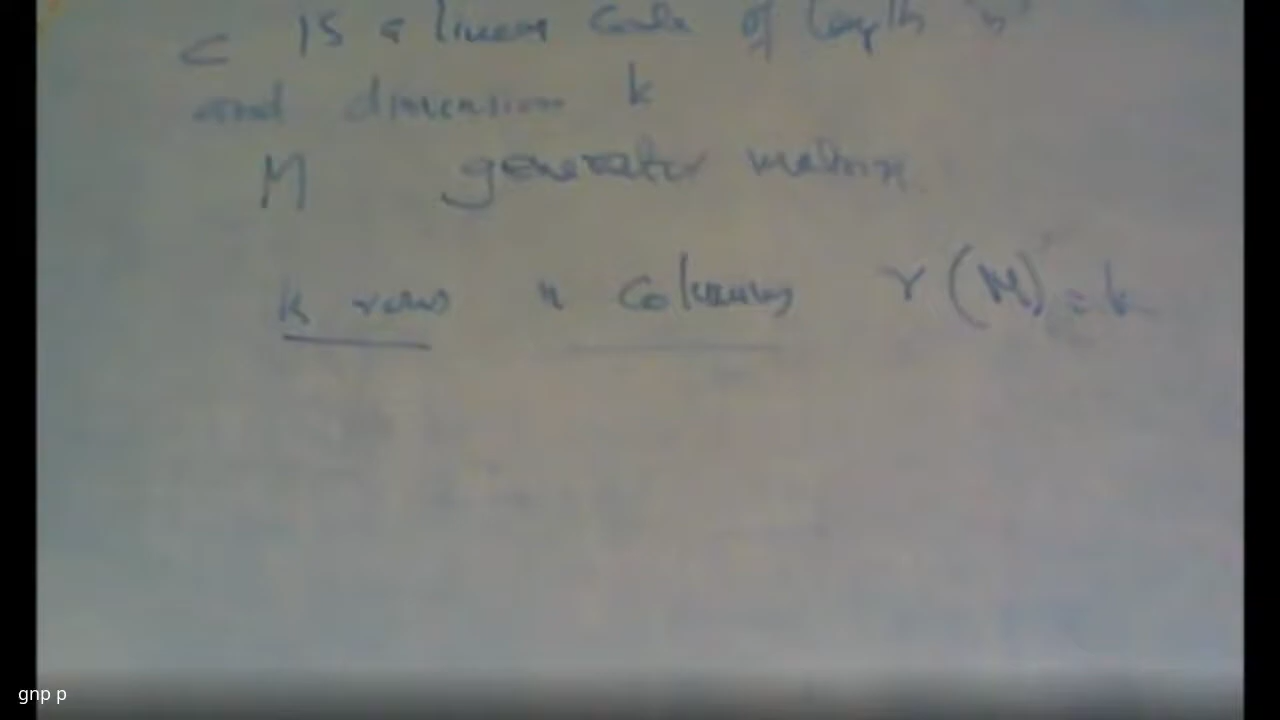 C is a linear Code of length n
and dimension k
M generator matrix
k rows n Columns r(M) = k
gnp p